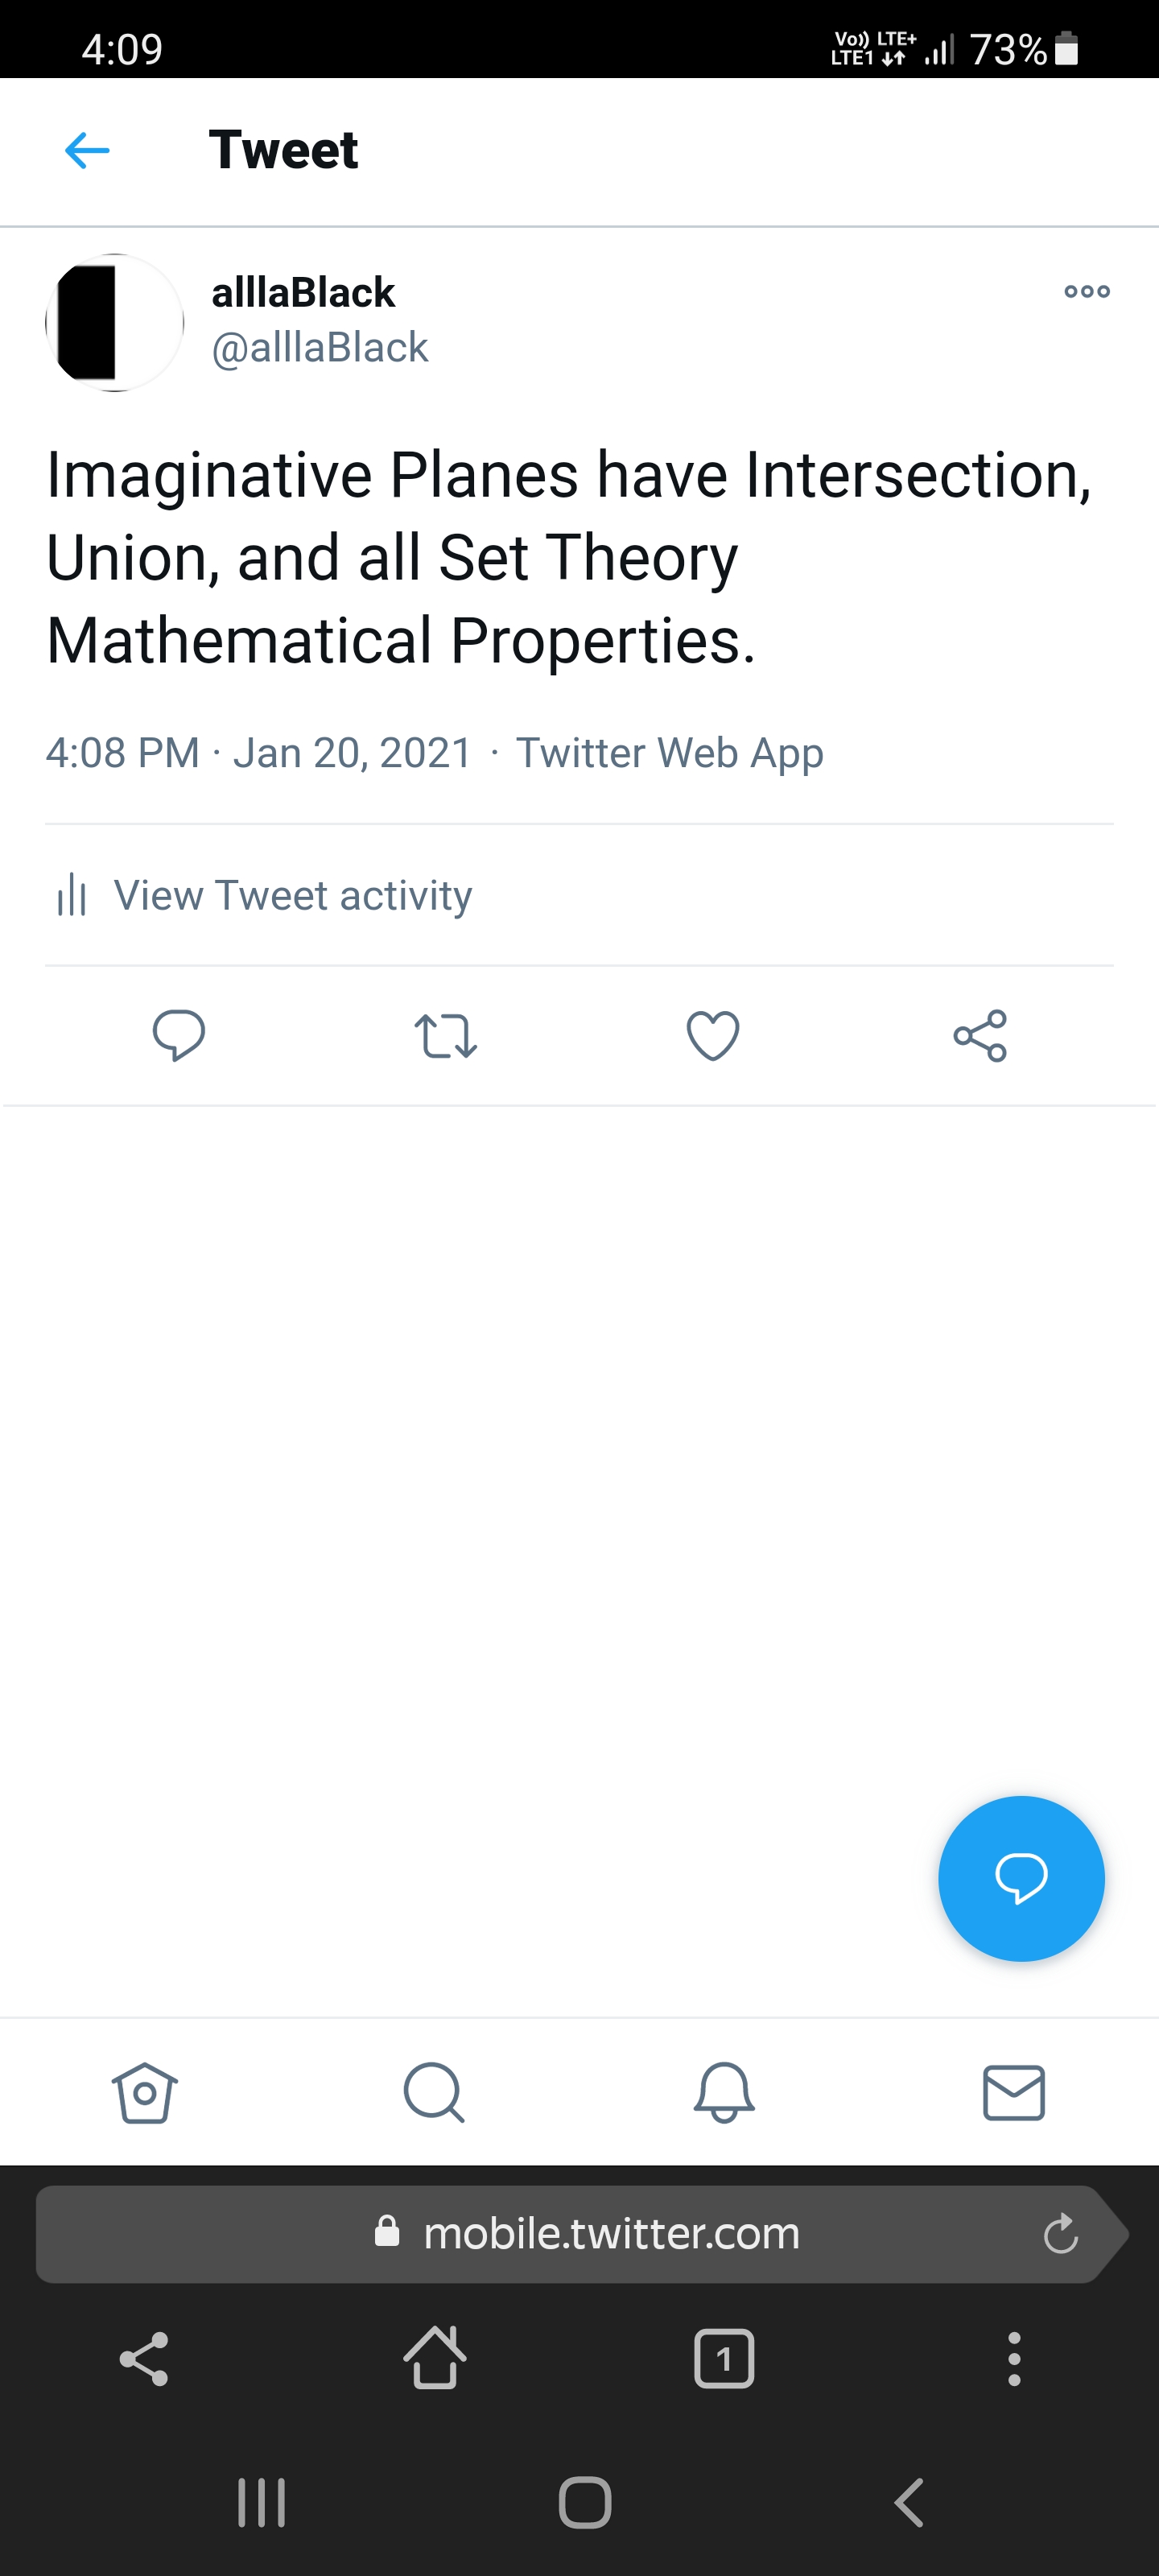 4:09
Vo)) LTE+
LTE1
73%
Tweet
alllaBlack
@alllaBlack
Imaginative Planes have Intersection,
Union, and all Set Theory
Mathematical Properties.
4:08 PM · Jan 20, 2021 · Twitter Web App
View Tweet activity
mobile.twitter.com
1